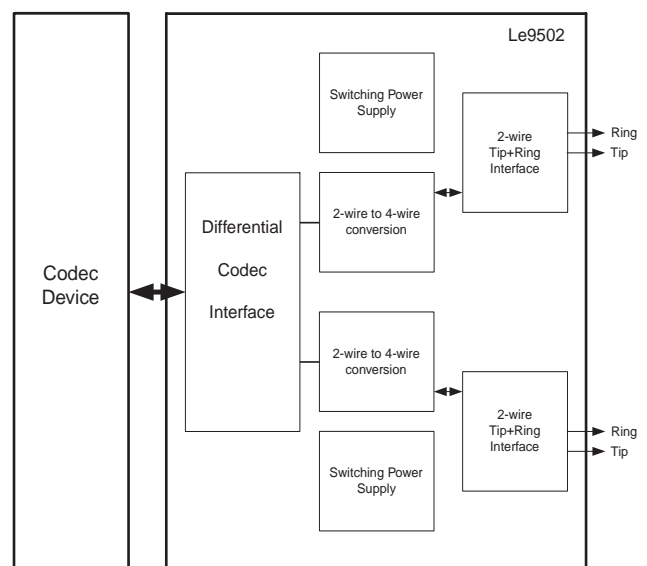 Le9502
Switching Power
Supply
2-wire
Tip+Ring
Interface
Ring
Tip
Differential
Codec
Interface
2-wire to 4-wire
conversion
Codec
Device
2-wire to 4-wire
conversion
2-wire
Tip+Ring
Interface
Ring
Tip
Switching Power
Supply